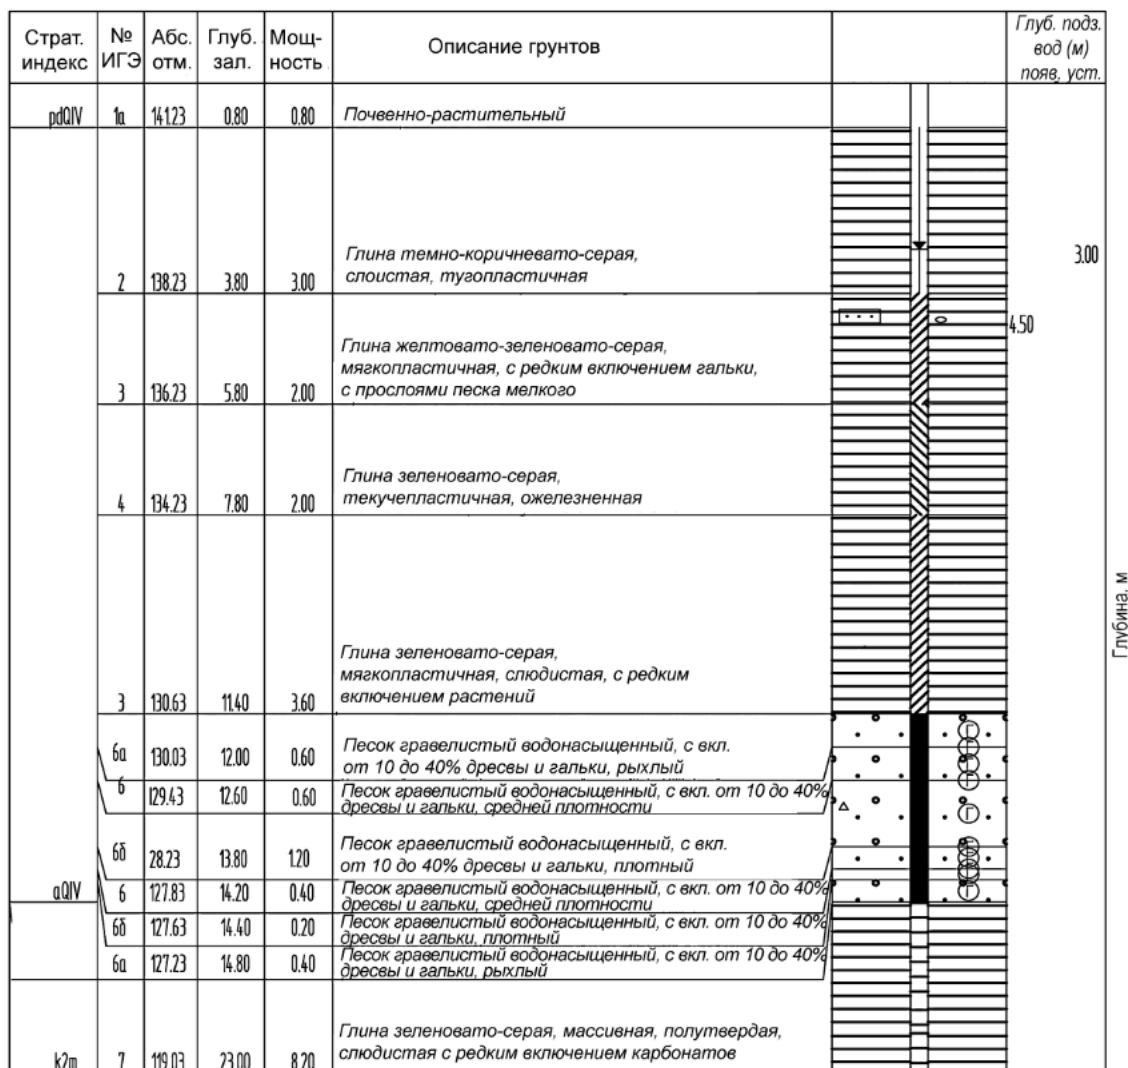 Страт. индекс № ИГЭ Абс. отм. Глуб. зал. Мощ-ность Описание грунтов Глуб. подз. вод (м) появ. уст.
pdQIV 1а 141.23 0.80 0.80 Почвенно-растительный
Глина темно-коричневато-серая,
слоистая, тугопластичная
2 138.23 3.80 3.00
3.00
4.50
Глина желтовато-зеленовато-серая,
мягкопластичная, с редким включением гальки,
с прослоями песка мелкого
3 136.23 5.80 2.00
Глина зеленовато-серая,
текучепластичная, ожелезненная
4 134.23 7.80 2.00
Глубина, м
Глина зеленовато-серая,
мягкопластичная, слюдистая, с редким
включением растений
3 130.63 11.40 3.60
6а 130.03 12.00 0.60 Песок гравелистый водонасыщенный, с вкл.
от 10 до 40% дресвы и гальки, рыхлый
6 129.43 12.60 0.60 Песок гравелистый водонасыщенный, с вкл. от 10 до 40%
дресвы и гальки, средней плотности
6б 28.23 13.80 1.20 Песок гравелистый водонасыщенный, с вкл.
от 10 до 40% дресвы и гальки, плотный
aQIV 6 127.83 14.20 0.40 Песок гравелистый водонасыщенный, с вкл. от 10 до 40%
дресвы и гальки, средней плотности
6б 127.63 14.40 0.20 Песок гравелистый водонасыщенный, с вкл. от 10 до 40%
дресвы и гальки, плотный
6а 127.23 14.80 0.40 Песок гравелистый водонасыщенный, с вкл. от 10 до 40%
дресвы и гальки, рыхлый
Г
Г
Г
Г
Г
Г
Г
Г
Г
Г
Глина зеленовато-серая, массивная, полутвердая,
слюдистая с редким включением карбонатов
k2m 7 119.03 23.00 8.20